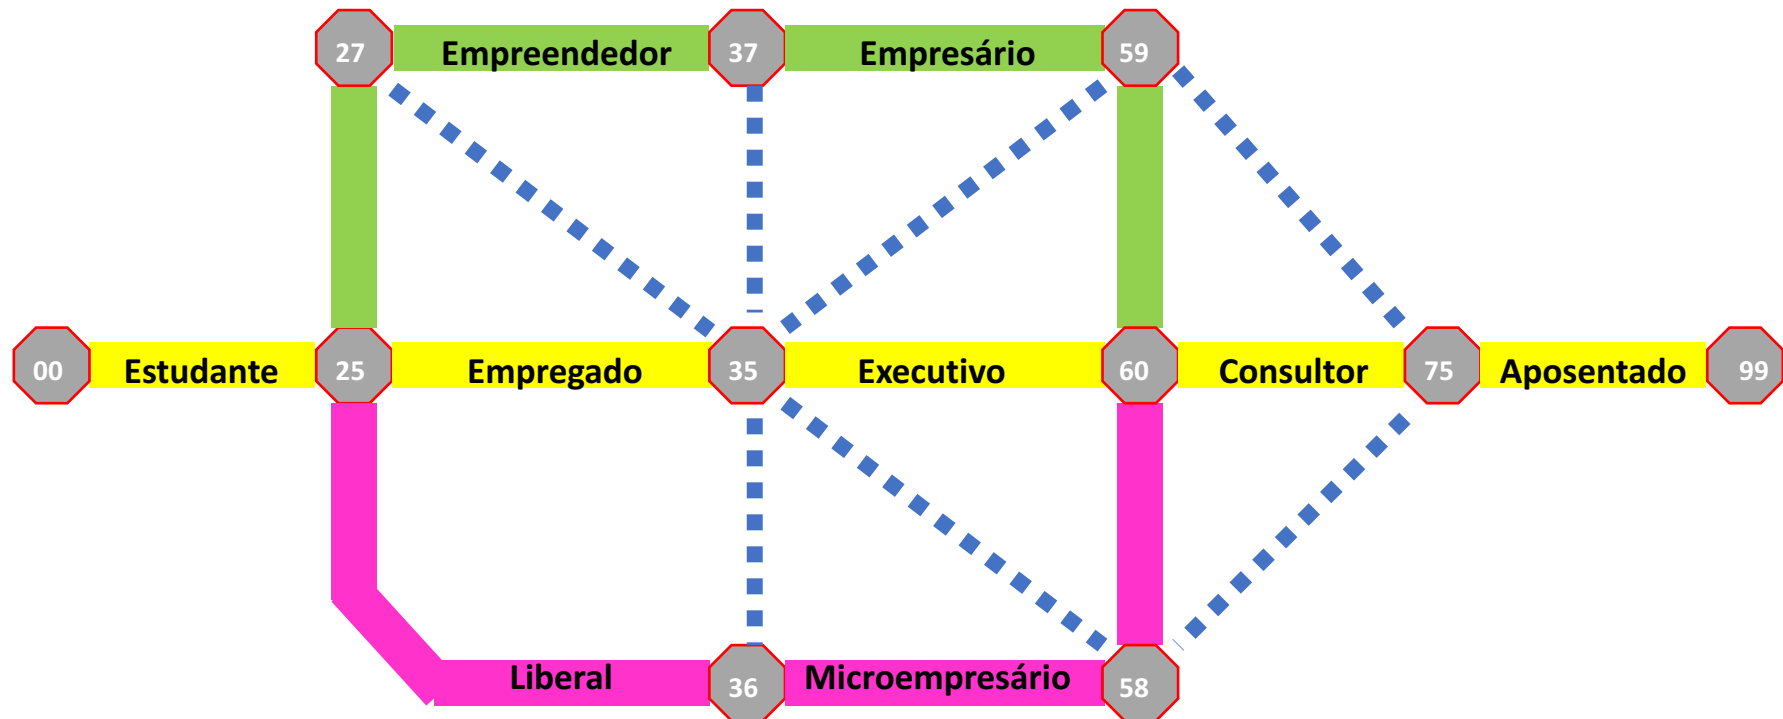 27 Empreendedor 37 Empresário 59
00 Estudante 25 Empregado 35 Executivo 60 Consultor 75 Aposentado 99
Liberal 36 Microempresário 58